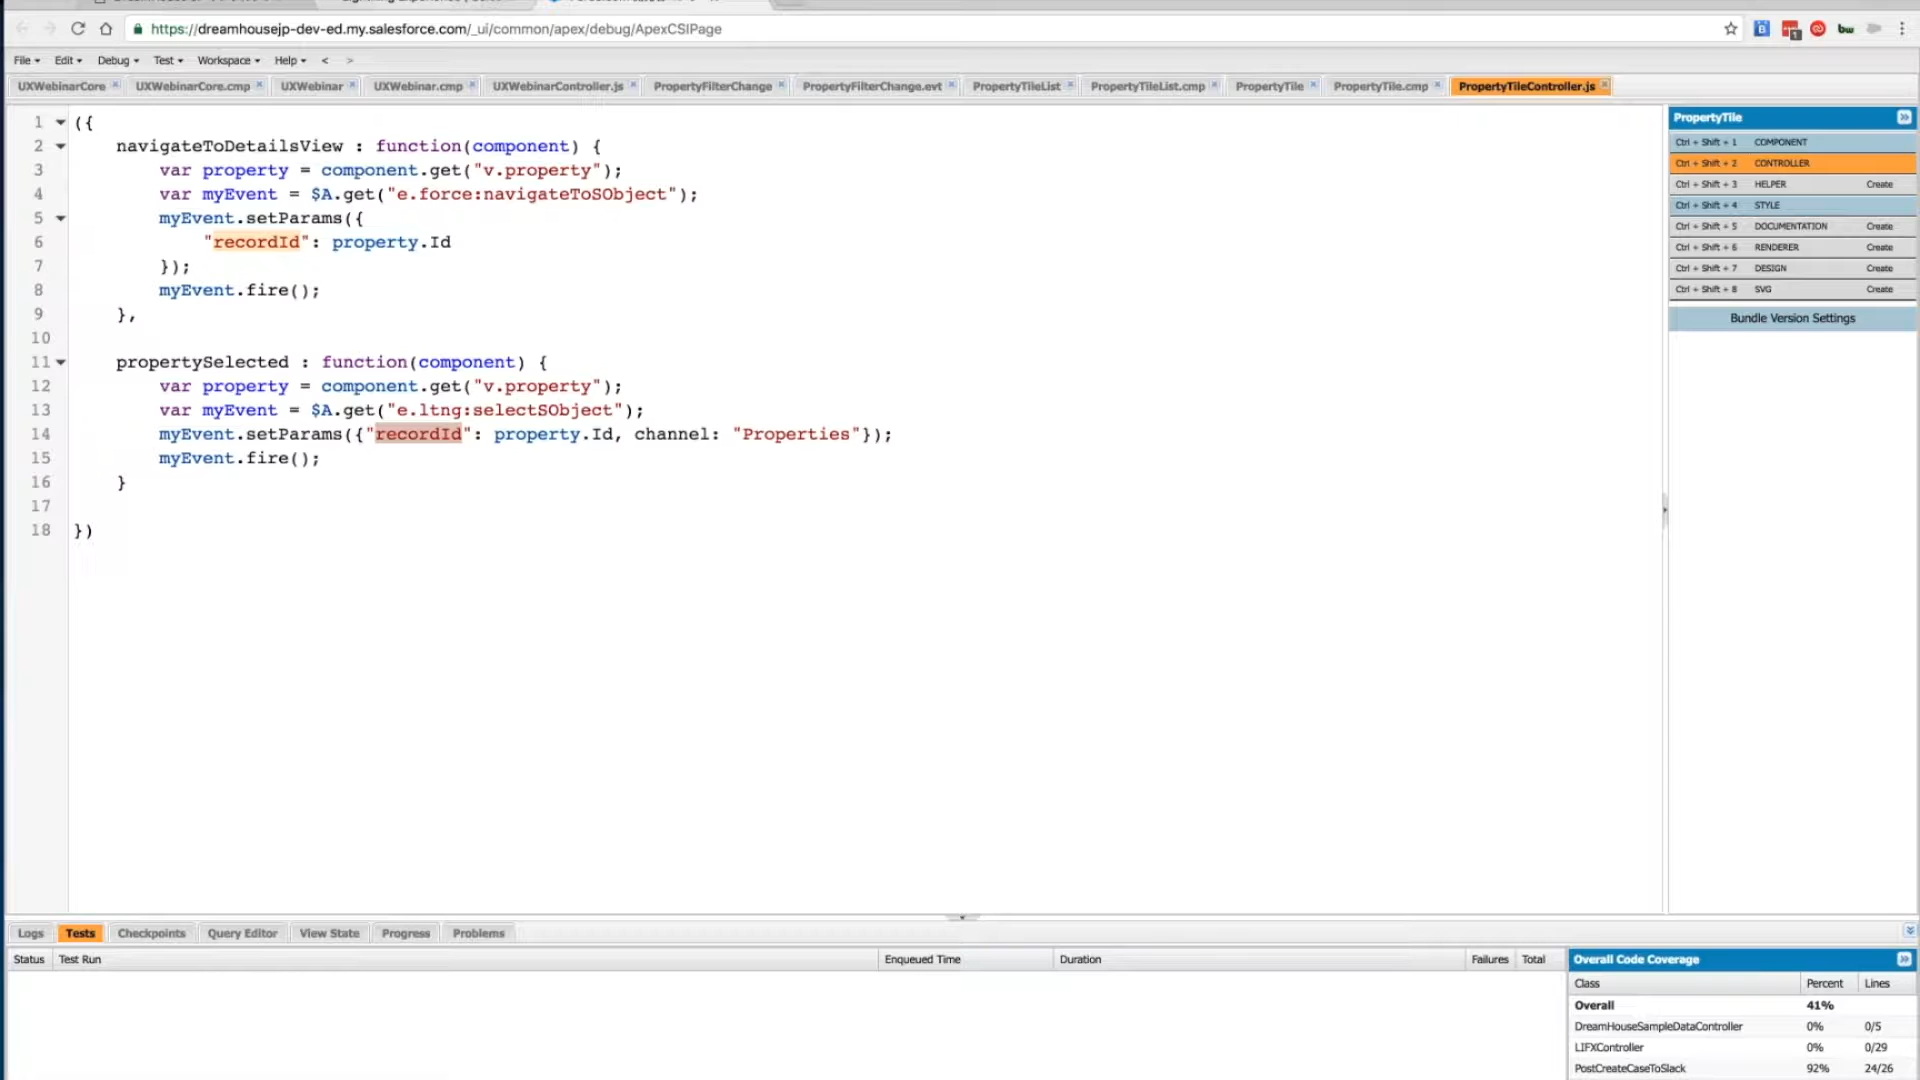 https://dreamhousejp-dev-ed.my.salesforce.com/_ui/common/apex/debug/ApexCSIPage
File Edit Debug Test Workspace Help < >
UXWebinarCore UXWebinarCore.cmp UXWebinar UXWebinar.cmp UXWebinarController.js PropertyFilterChange PropertyFilterChange.evt PropertyTileList PropertyTileList.cmp PropertyTile PropertyTile.cmp PropertyTileController.js
1 ({
2 navigateToDetailsView : function(component) {
3 var property = component.get("v.property");
4 var myEvent = $A.get("e.force:navigateToSObject");
5 myEvent.setParams({
6 "recordId": property.Id
7 });
8 myEvent.fire();
9 },
10
11 propertySelected : function(component) {
12 var property = component.get("v.property");
13 var myEvent = $A.get("e.ltng:selectSObject");
14 myEvent.setParams({"recordId": property.Id, channel: "Properties"});
15 myEvent.fire();
16 }
17
18 })
PropertyTile
Ctrl + Shift + 1 COMPONENT
Ctrl + Shift + 2 CONTROLLER
Ctrl + Shift + 3 HELPER Create
Ctrl + Shift + 4 STYLE
Ctrl + Shift + 5 DOCUMENTATION Create
Ctrl + Shift + 6 RENDERER Create
Ctrl + Shift + 7 DESIGN Create
Ctrl + Shift + 8 SVG Create
Bundle Version Settings
Logs Tests Checkpoints Query Editor View State Progress Problems
Status Test Run Enqueued Time Duration Failures Total
Overall Code Coverage
Class Percent Lines
Overall 41%
DreamHouseSampleDataController 0% 0/5
LIFXController 0% 0/29
PostCreateCaseToSlack 92% 24/26